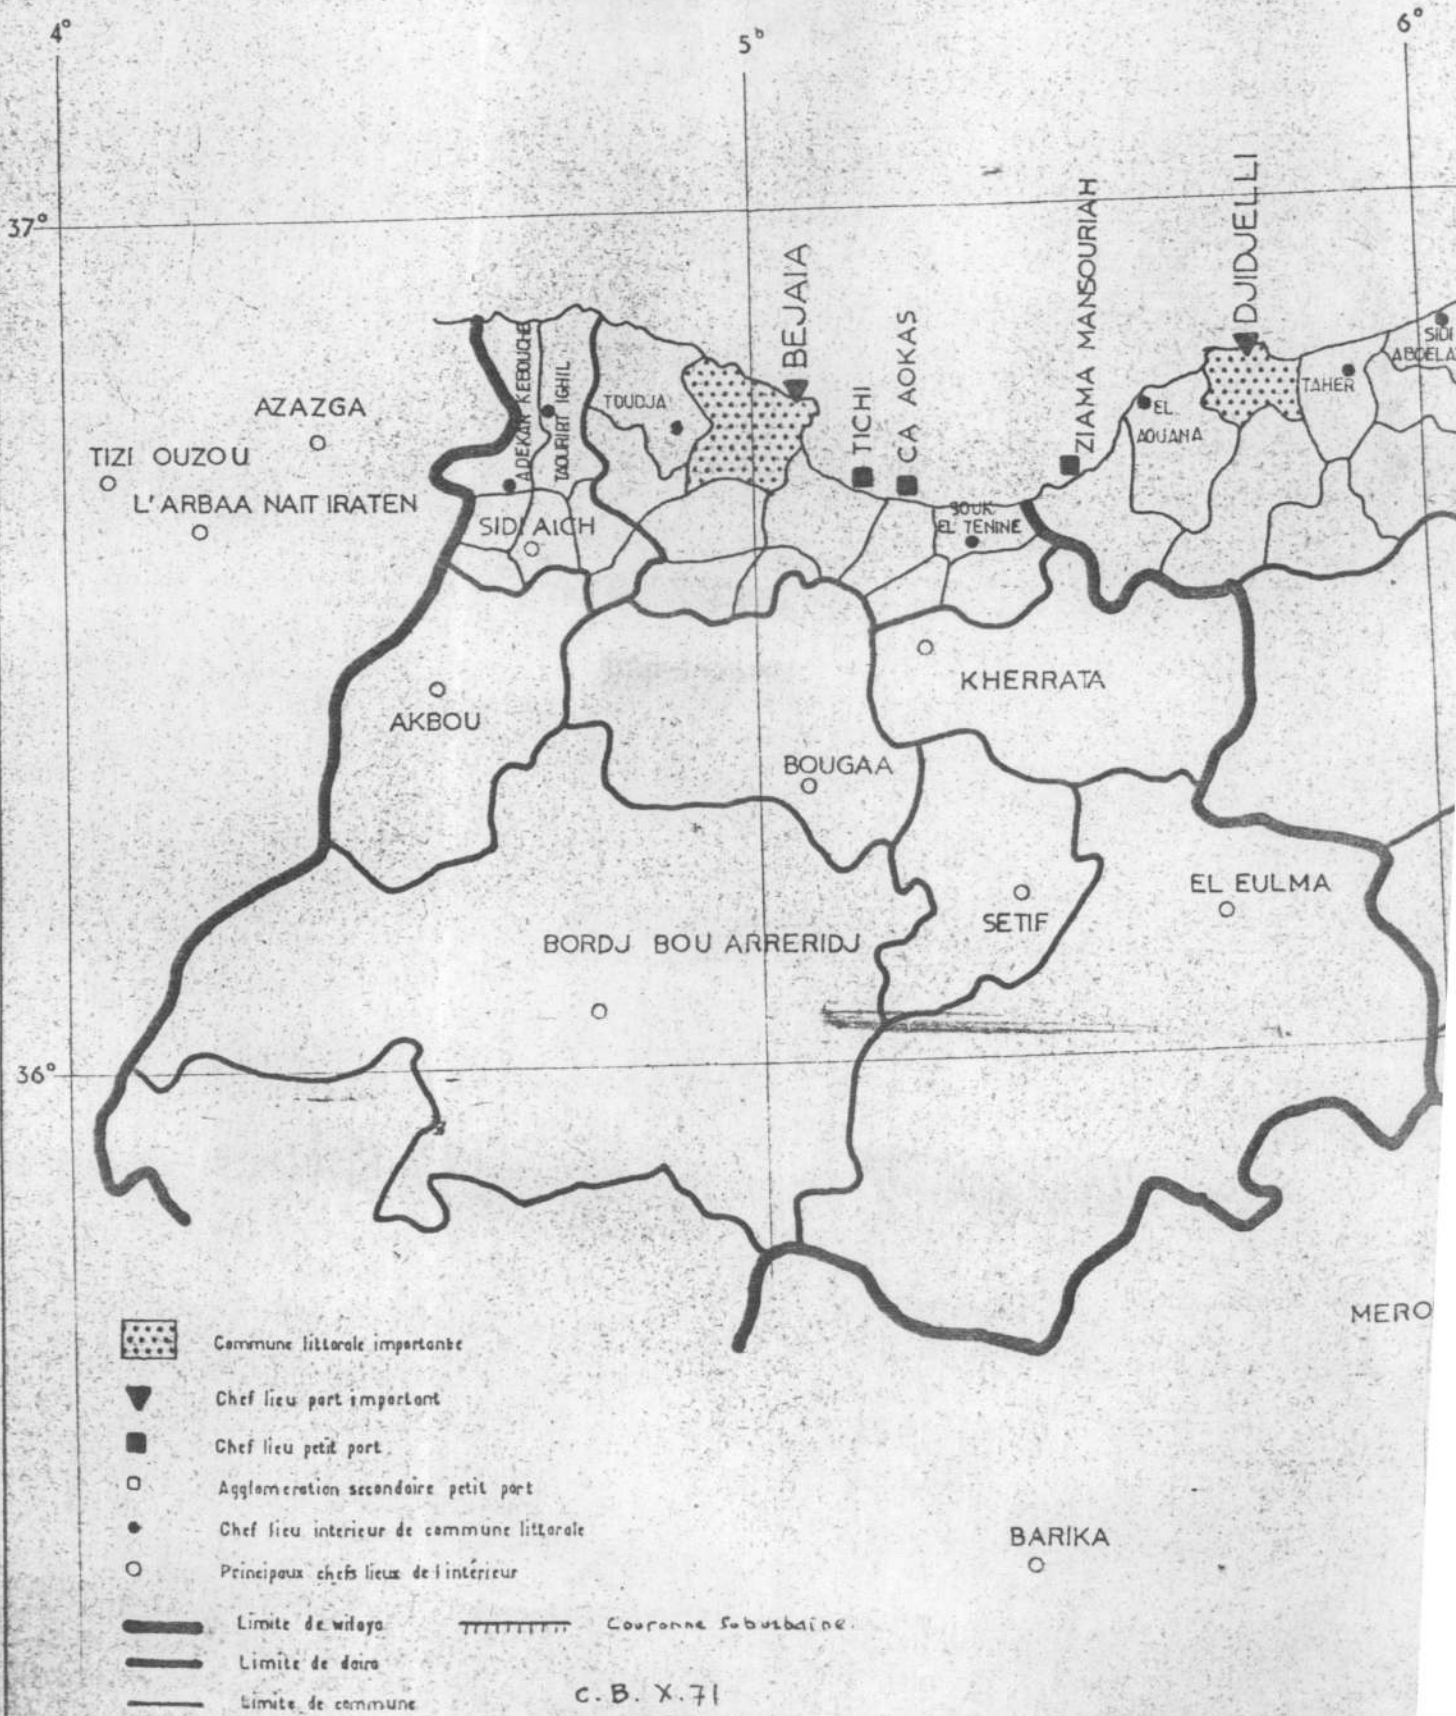 4°
5°
6°
37°
36°
BEJAIA
TICHI
CA AOKAS
ZIAMA MANSOURIAH
DJIDJELLI
SIDI
ABDELA
TAHER
EL
AOUANA
ADEKAR KEBOUCHE
TAOURIRT IGHIL
TOUDJA
AZAZGA
TIZI OUZOU
L'ARBAA NAIT IRATEN
SIDI AICH
SOUK
EL TENINE
AKBOU
KHERRATA
BOUGAA
EL EULMA
SETIF
BORDJ BOU ARRERIDJ
MERO
BARIKA
Commune littorale importante
Chef lieu port important
Chef lieu petit port
Agglomeration secondaire petit port
Chef lieu interieur de commune littorale
Principaux chefs lieux de l'intérieur
Limite de wilaya
Couronne Suburbaine.
Limite de daira
Limite de commune
C. B. X. 71